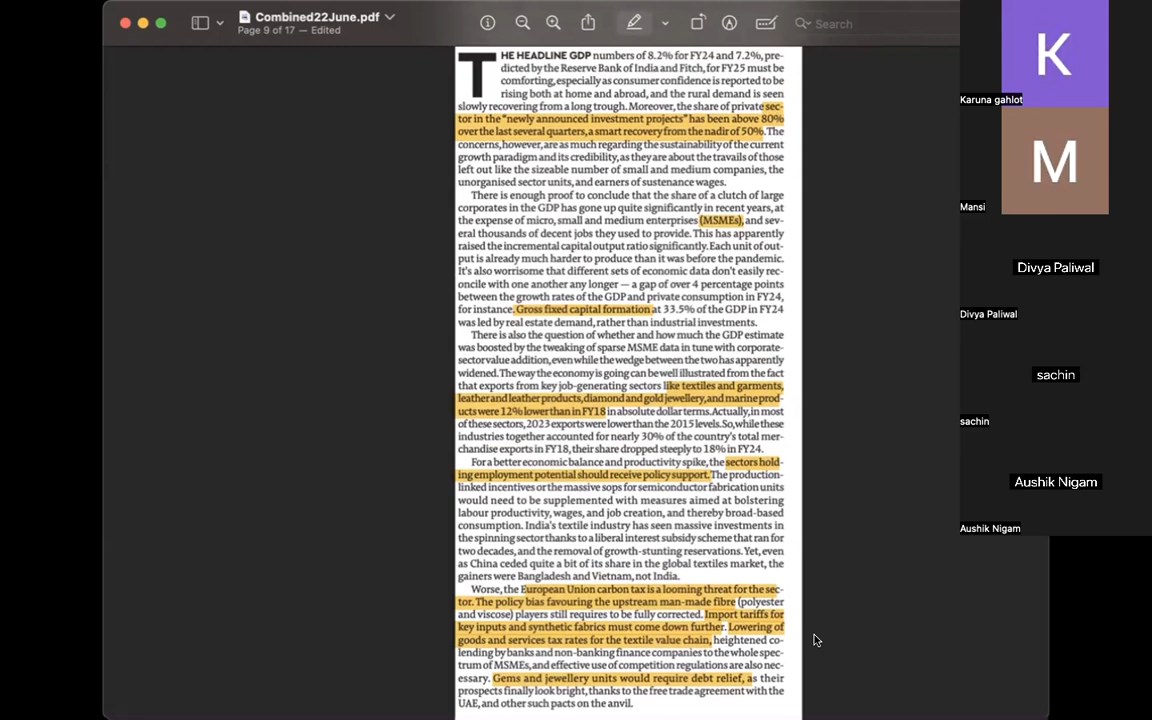 Combined22June.pdf
Page 9 of 17 — Edited
Search
THE HEADLINE GDP numbers of 8.2% for FY24 and 7.2%, pre-
dicted by the Reserve Bank of India and Fitch, for FY25 must be
comforting, especially as consumer confidence is reported to be
rising both at home and abroad, and the rural demand is seen
slowly recovering from a long trough. Moreover, the share of private sec-
tor in the "newly announced investment projects" has been above 80%
over the last several quarters, a smart recovery from the nadir of 50%. The
concerns, however, are as much regarding the sustainability of the current
growth paradigm and its credibility, as they are about the travails of those
left out like the sizeable number of small and medium companies, the
unorganised sector units, and earners of sustenance wages.
There is enough proof to conclude that the share of a clutch of large
corporates in the GDP has gone up quite significantly in recent years, at
the expense of micro, small and medium enterprises (MSMEs), and sev-
eral thousands of decent jobs they used to provide. This has apparently
raised the incremental capital output ratio significantly. Each unit of out-
put is already much harder to produce than it was before the pandemic.
It's also worrisome that different sets of economic data don't easily rec-
oncile with one another any longer — a gap of over 4 percentage points
between the growth rates of the GDP and private consumption in FY24,
for instance. Gross fixed capital formation at 33.5% of the GDP in FY24
was led by real estate demand, rather than industrial investments.
There is also the question of whether and how much the GDP estimate
was boosted by the tweaking of sparse MSME data in tune with corporate-
sector value addition, even while the wedge between the two has apparently
widened. The way the economy is going can be well illustrated from the fact
that exports from key job-generating sectors like textiles and garments,
leather and leather products, diamond and gold jewellery, and marine prod-
ucts were 12% lower than in FY18 in absolute dollar terms. Actually, in most
of these sectors, 2023 exports were lower than the 2015 levels. So, while these
industries together accounted for nearly 30% of the country's total mer-
chandise exports in FY18, their share dropped steeply to 18% in FY24.
For a better economic balance and productivity spike, the sectors hold-
ing employment potential should receive policy support. The production-
linked incentives or the massive sops for semiconductor fabrication units
would need to be supplemented with measures aimed at bolstering
labour productivity, wages, and job creation, and thereby broad-based
consumption. India's textile industry has seen massive investments in
the spinning sector thanks to a liberal interest subsidy scheme that ran for
two decades, and the removal of growth-stunting reservations. Yet, even
as China ceded quite a bit of its share in the global textiles market, the
gainers were Bangladesh and Vietnam, not India.
Worse, the European Union carbon tax is a looming threat for the sec-
tor. The policy bias favouring the upstream man-made fibre (polyester
and viscose) players still requires to be fully corrected. Import tariffs for
key inputs and synthetic fabrics must come down further. Lowering of
goods and services tax rates for the textile value chain, heightened co-
lending by banks and non-banking finance companies to the whole spec-
trum of MSMEs, and effective use of competition regulations are also nec-
essary. Gems and jewellery units would require debt relief, as their
prospects finally look bright, thanks to the free trade agreement with the
UAE, and other such pacts on the anvil.
K
Karuna gahlot
M
Mansi
Divya Paliwal
Divya Paliwal
sachin
sachin
Aushik Nigam
Aushik Nigam